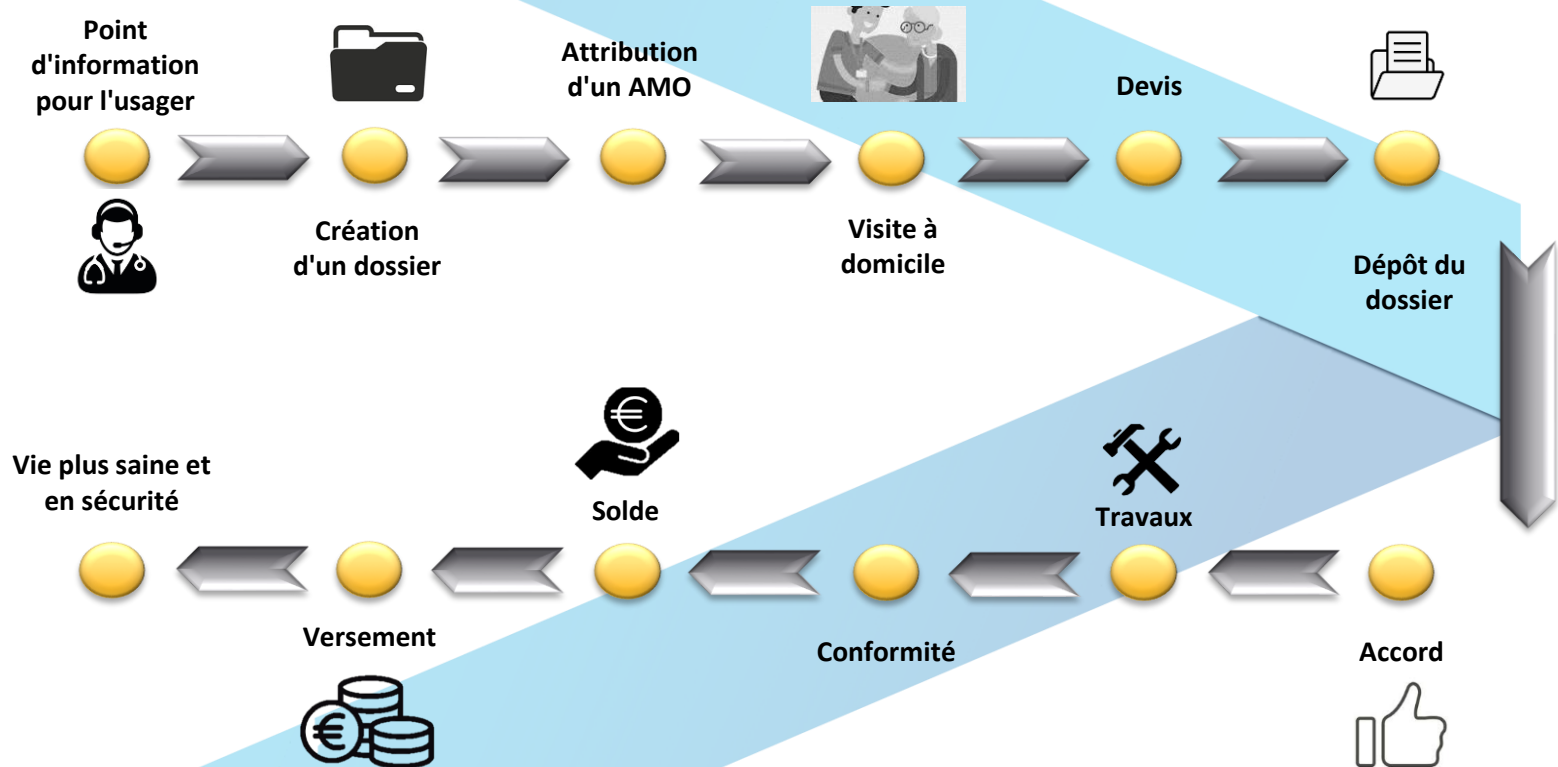 Point
d'information
pour l'usager
Création
d'un dossier
Attribution
d'un AMO
Visite à
domicile
Devis
Dépôt du
dossier
Accord
Travaux
Conformité
Solde
€
Versement
€
Vie plus saine et
en sécurité